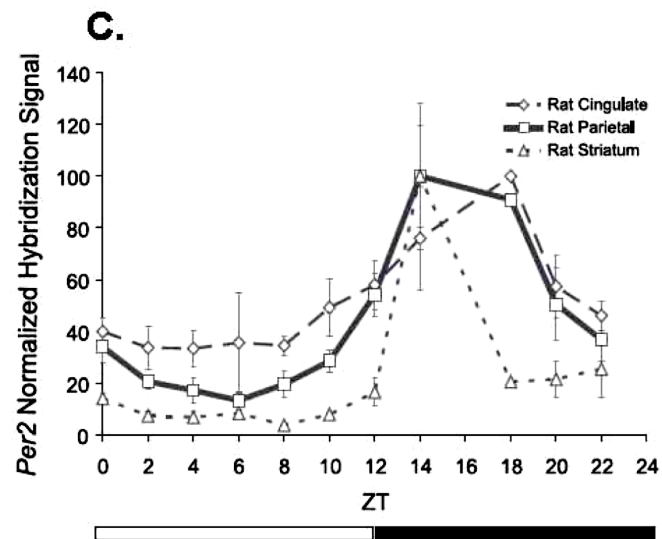 C.
Per2 Normalized Hybridization Signal
140
120
100
80
60
40
20
0
Rat Cingulate
Rat Parietal
Rat Striatum
0 2 4 6 8 10 12 14 18 20 22 24
ZT